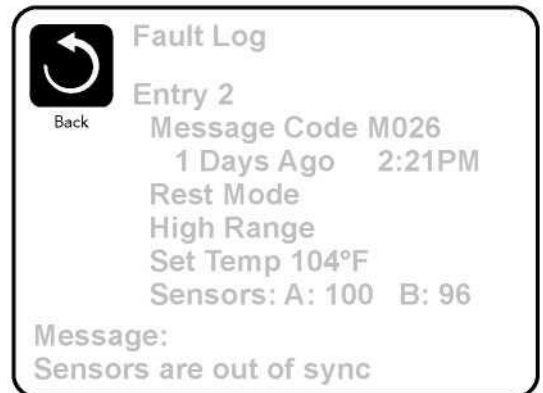 Fault Log
Back
Entry 2
Message Code M026
1 Days Ago 2:21PM
Rest Mode
High Range
Set Temp 104ºF
Sensors: A: 100 B: 96
Message:
Sensors are out of sync